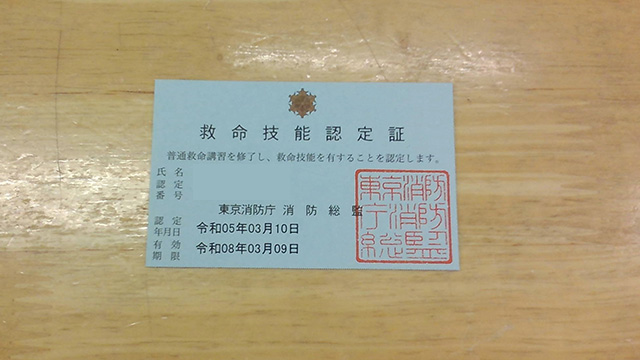 救命技能認定証
普通救命講習を修了し、救命技能を有することを認定します。
氏名
認定番号
東京消防庁 消防総監
認定年月日 令和05年03月10日
有効期限 令和08年03月09日
東京消防
庁消防
総監